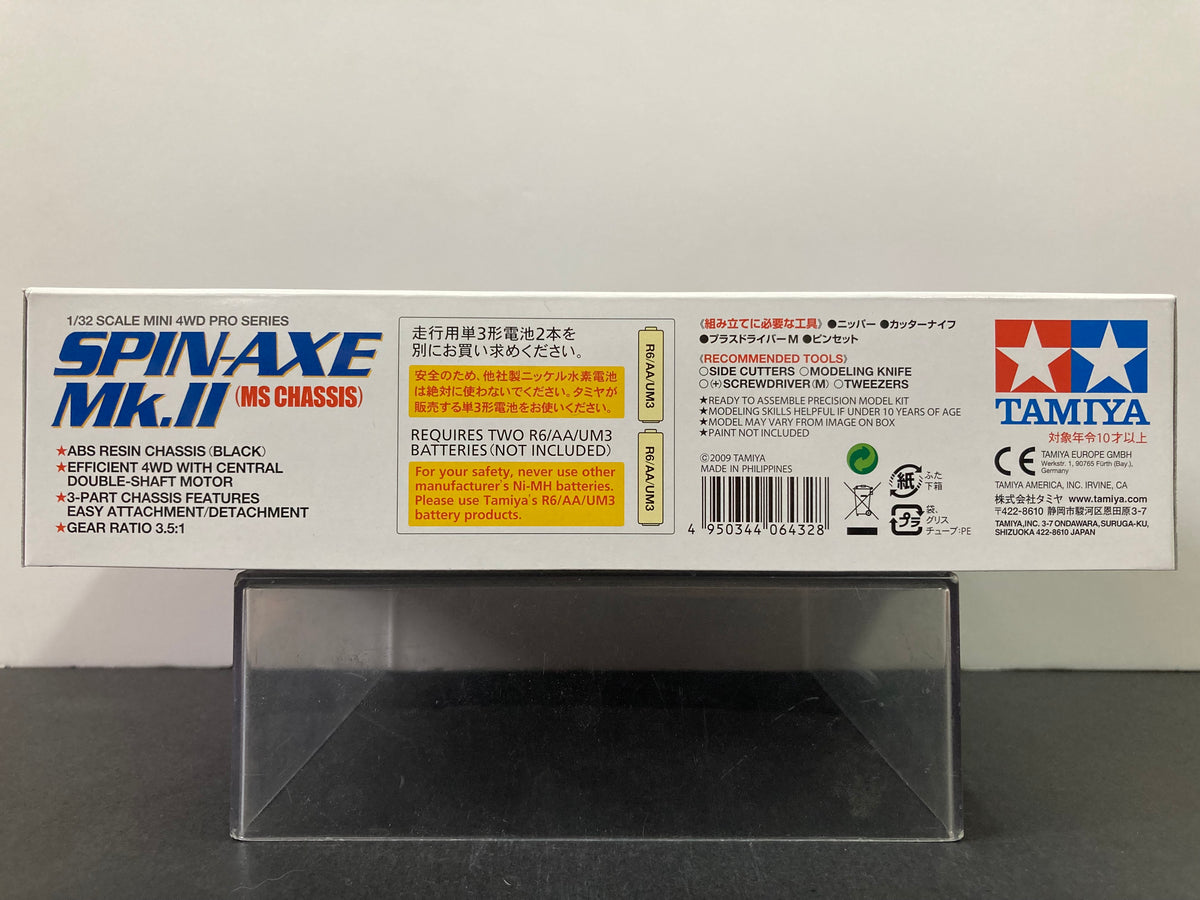 1/32 SCALE MINI 4WD PRO SERIES
SPIN-AXE
Mk.II
(MS CHASSIS)
★ABS RESIN CHASSIS (BLACK)
★EFFICIENT 4WD WITH CENTRAL
DOUBLE-SHAFT MOTOR
★3-PART CHASSIS FEATURES
EASY ATTACHMENT/DETACHMENT
★GEAR RATIO 3.5:1
走行用単3形電池2本を
別にお買い求めください。
安全のため、他社製ニッケル水素電池
は絶対に使わないでください。タミヤが
販売する単3形電池をお使いください。
REQUIRES TWO R6/AA/UM3
BATTERIES (NOT INCLUDED)
For your safety, never use other
manufacturer's Ni-MH batteries.
Please use Tamiya's R6/AA/UM3
battery products.
R6/AA/UM3
R6/AA/UM3
《組み立てに必要な工具》 ●ニッパー ●カッターナイフ
●プラスドライバーM ●ピンセット
《RECOMMENDED TOOLS》
○SIDE CUTTERS ○MODELING KNIFE
○(+)SCREWDRIVER (M) ○TWEEZERS
★READY TO ASSEMBLE PRECISION MODEL KIT
★MODELING SKILLS HELPFUL IF UNDER 10 YEARS OF AGE
★MODEL MAY VARY FROM IMAGE ON BOX
★PAINT NOT INCLUDED
©2009 TAMIYA
MADE IN PHILIPPINES
4 950344 064328
紙
ふた
下箱
プラ
袋、
グリス
チューブ:PE
TAMIYA
対象年令10才以上
CE
TAMIYA EUROPE GMBH
Werkstr. 1, 90765 Fürth (Bay.),
Germany
TAMIYA AMERICA, INC. IRVINE, CA
株式会社タミヤ www.tamiya.com
〒422-8610 静岡市駿河区恩田原3-7
TAMIYA,INC. 3-7 ONDAWARA,SURUGA-KU,
SHIZUOKA 422-8610 JAPAN